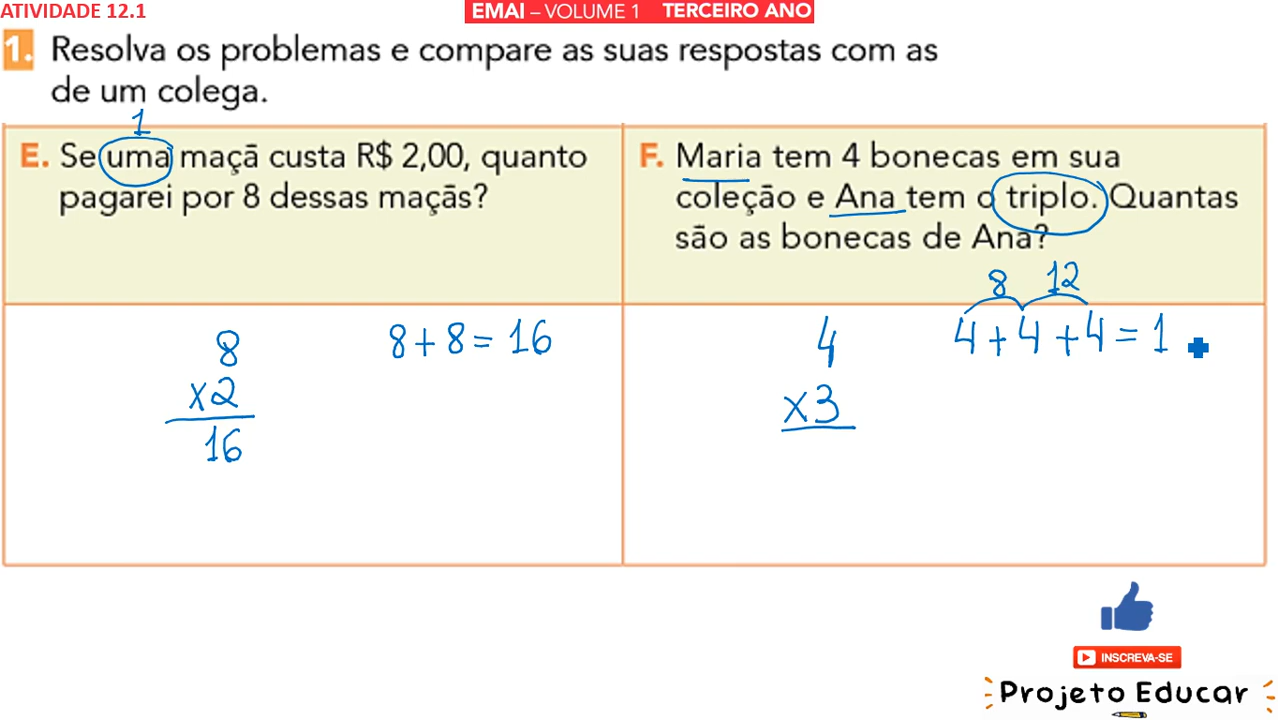 ATIVIDADE 12.1
EMAI – VOLUME 1 TERCEIRO ANO
1. Resolva os problemas e compare as suas respostas com as
de um colega.
1
E. Se uma maçã custa R$ 2,00, quanto
pagarei por 8 dessas maçãs?
F. Maria tem 4 bonecas em sua
coleção e Ana tem o triplo. Quantas
são as bonecas de Ana?
8
x2
16
8+8=16
4
x3
8 12
4+4+4=1
INSCREVA-SE
Projeto Educar